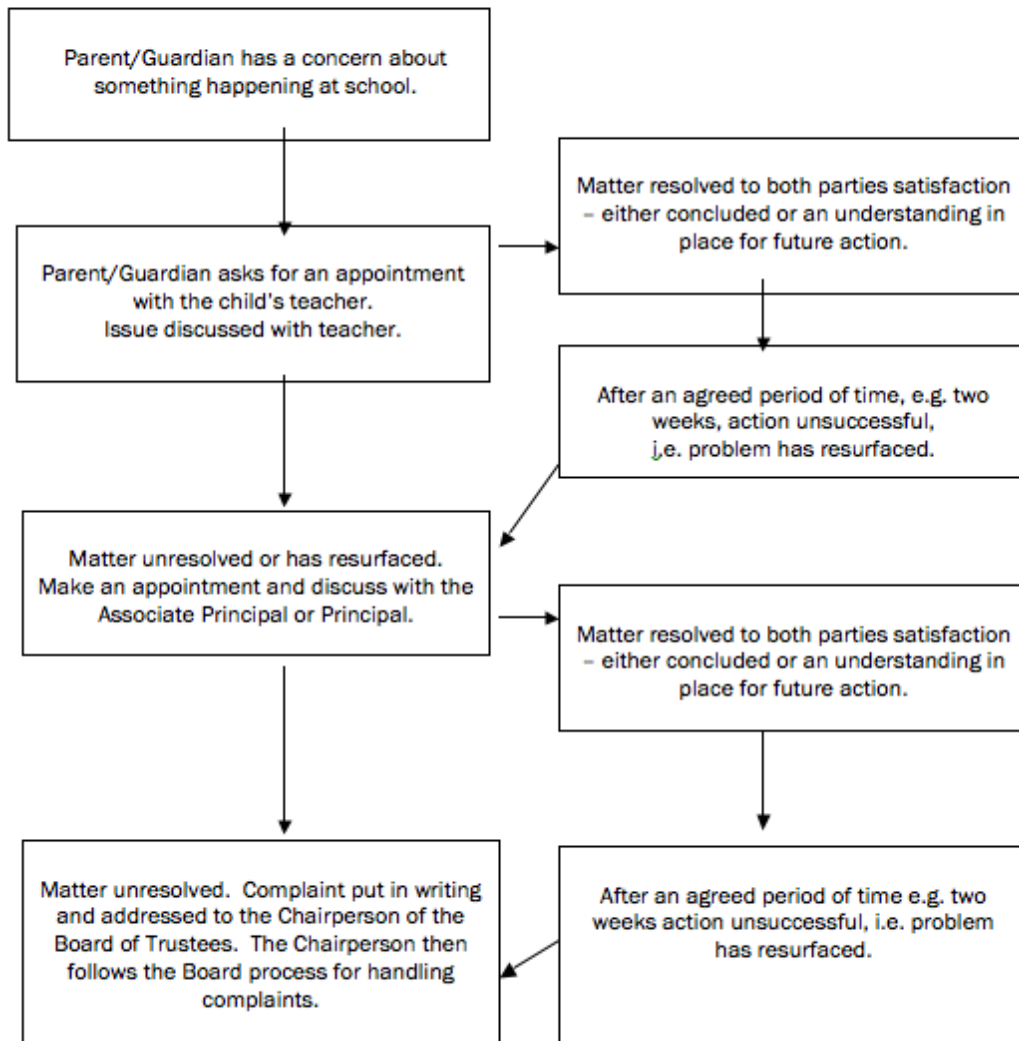 Parent/Guardian has a concern about
something happening at school.
Matter resolved to both parties satisfaction
– either concluded or an understanding in
place for future action.
Parent/Guardian asks for an appointment
with the child's teacher.
Issue discussed with teacher.
After an agreed period of time, e.g. two
weeks, action unsuccessful,
i.e. problem has resurfaced.
Matter unresolved or has resurfaced.
Make an appointment and discuss with the
Associate Principal or Principal.
Matter resolved to both parties satisfaction
– either concluded or an understanding in
place for future action.
Matter unresolved. Complaint put in writing
and addressed to the Chairperson of the
Board of Trustees. The Chairperson then
follows the Board process for handling
complaints.
After an agreed period of time e.g. two
weeks action unsuccessful, i.e. problem
has resurfaced.